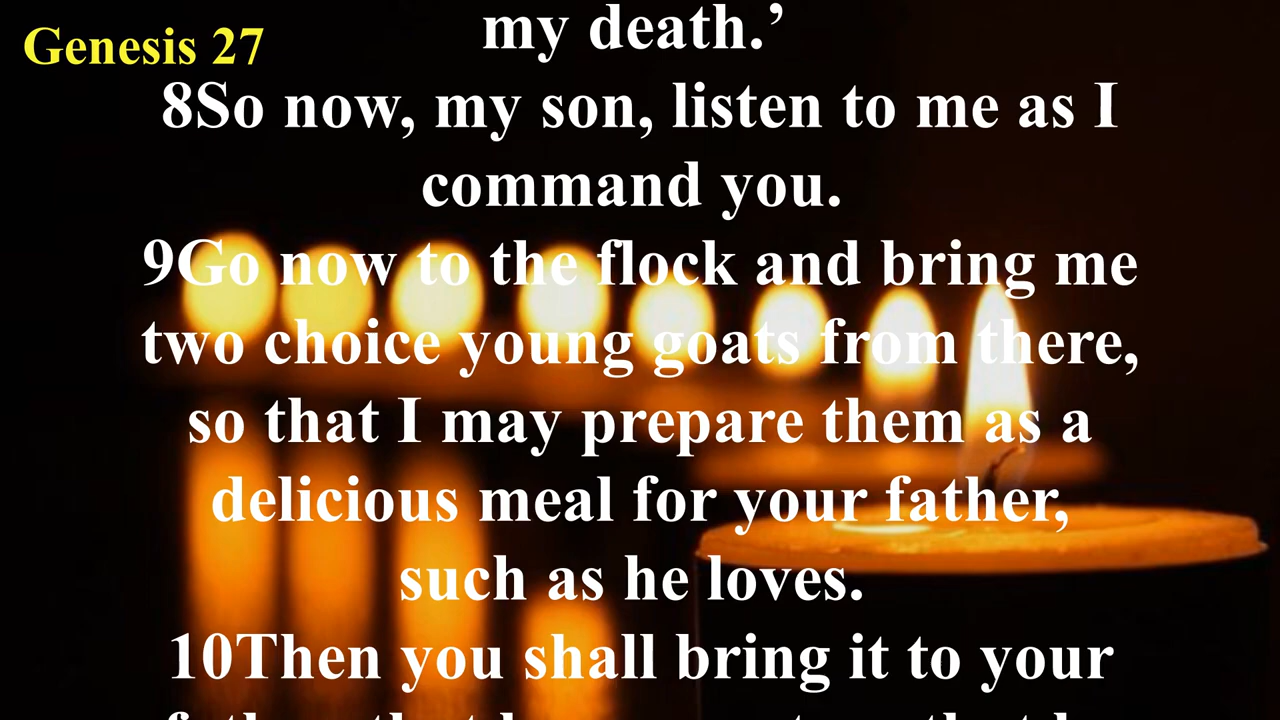 Genesis 27
my death.’
8So now, my son, listen to me as I
command you.
9Go now to the flock and bring me
two choice young goats from there,
so that I may prepare them as a
delicious meal for your father,
such as he loves.
10Then you shall bring it to your